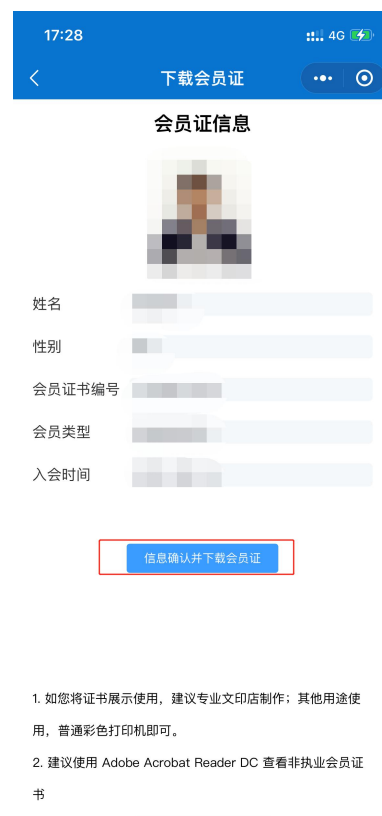 17:28
4G
下载会员证
会员证信息
姓名
性别
会员证书编号
会员类型
入会时间
信息确认并下载会员证
1. 如您将证书展示使用，建议专业文印店制作；其他用途使
用，普通彩色打印机即可。
2. 建议使用 Adobe Acrobat Reader DC 查看非执业会员证
书